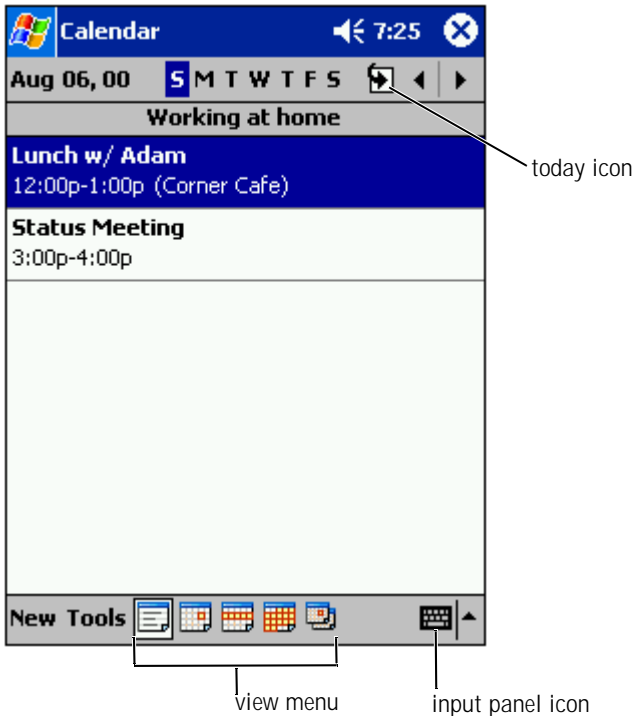 Calendar 7:25
Aug 06, 00 S M T W T F S
Working at home
Lunch w/ Adam
12:00p-1:00p (Corner Cafe)
today icon
Status Meeting
3:00p-4:00p
New Tools
view menu
input panel icon